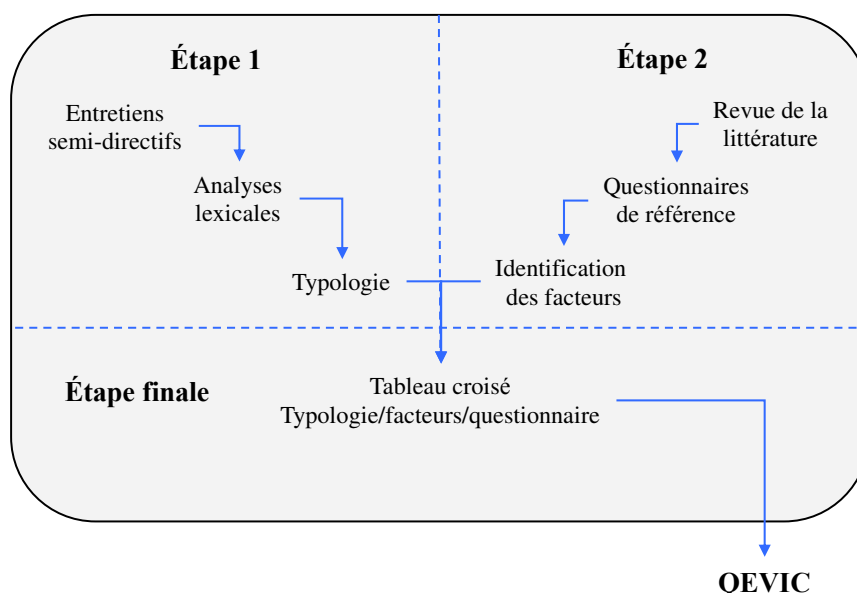 Étape 1
Entretiens
semi-directifs
Analyses
lexicales
Typologie
Étape 2
Revue de la
littérature
Questionnaires
de référence
Identification
des facteurs
Étape finale
Tableau croisé
Typologie/facteurs/questionnaire
QEVIC